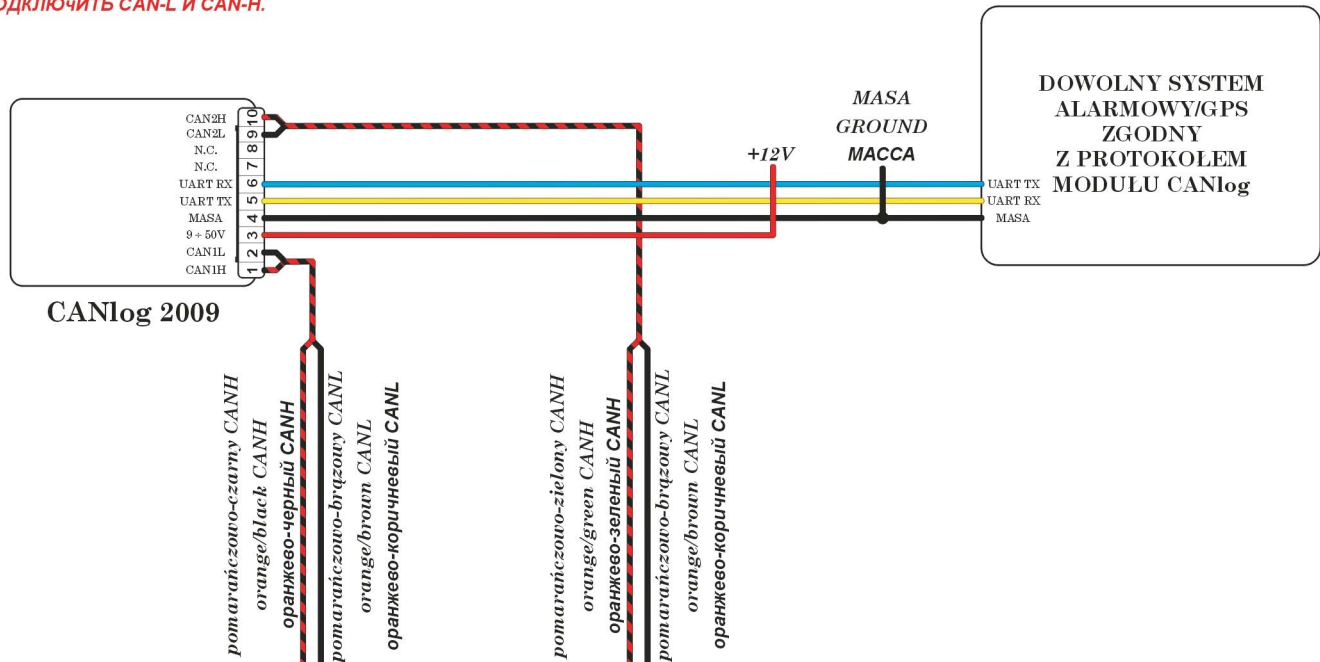 ПОДКЛЮЧИТЬ CAN-L И CAN-H.
CAN2H 10
CAN2L 9
N.C. 8
N.C. 7
UART RX 6
UART TX 5
MASA 4
9 ÷ 50V 3
CAN1L 2
CAN1H 1
CANlog 2009
+12V
MASA
GROUND
МАССА
DOWOLNY SYSTEM
ALARMOWY/GPS
ZGODNY
Z PROTOKOŁEM
MODUŁU CANlog
UART TX
UART RX
MASA
pomarańczowo-czarny CANH
orange/black CANH
оранжево-черный CANH
pomarańczowo-brązowy CANL
orange/brown CANL
оранжево-коричневый CANL
pomarańczowo-zielony CANH
orange/green CANH
оранжево-зеленый CANH
pomarańczowo-brązowy CANL
orange/brown CANL
оранжево-коричневый CANL